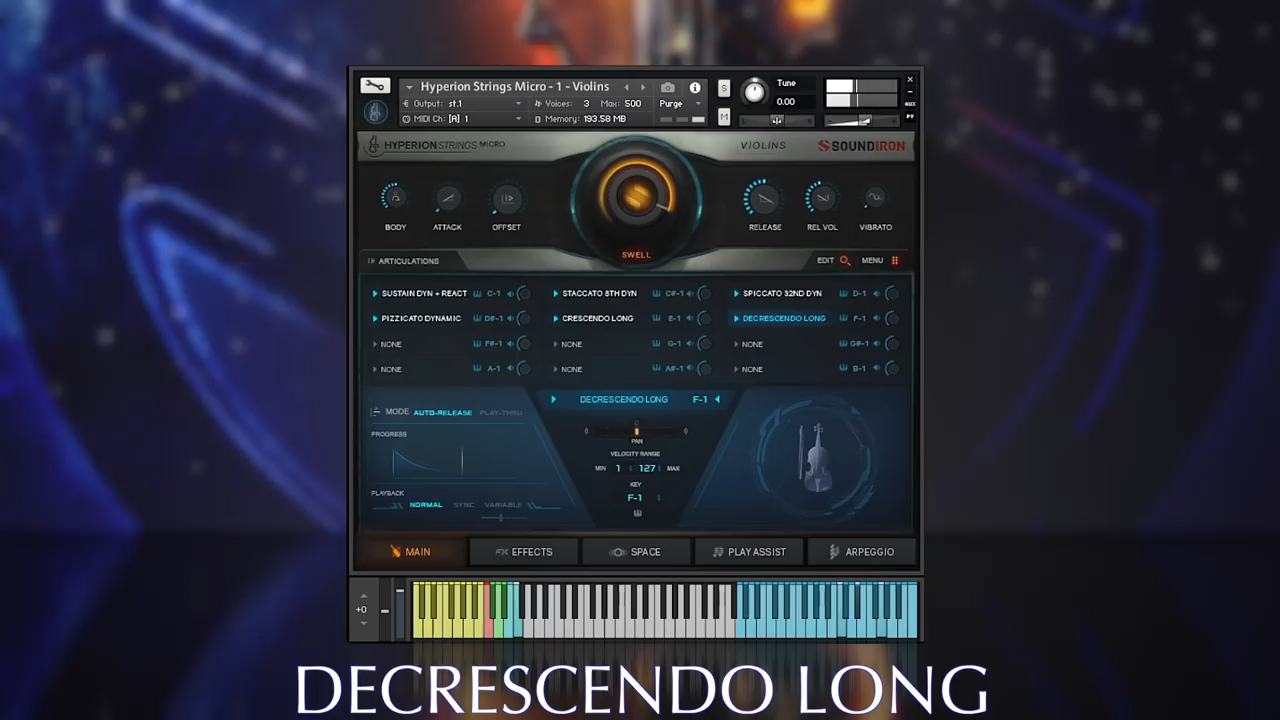 Hyperion Strings Micro - 1 - Violins
Output: st.1 Voices: 3 Max: 500 Purge
MIDI Ch: [A] 1 Memory: 193.58 MB
S
M
Tune
0.00
L R
AUX
PV
HYPERION STRINGS MICRO
VIOLINS SOUNDIRON
BODY ATTACK OFFSET
SWELL
RELEASE REL VOL VIBRATO
ARTICULATIONS
EDIT MENU
SUSTAIN DYN + REACT C-1 STACCATO 8TH DYN C#-1 SPICCATO 32ND DYN D-1
PIZZICATO DYNAMIC D#-1 CRESCENDO LONG E-1 DECRESCENDO LONG F-1
NONE F#-1 NONE G-1 NONE G#-1
NONE A-1 NONE A#-1 NONE B-1
DECRESCENDO LONG F-1
MODE AUTO-RELEASE PLAY-THRU
PROGRESS
PLAYBACK
NORMAL SYNC VARIABLE
C
PAN
VELOCITY RANGE
MIN 1 127 MAX
KEY
F-1
MAIN FX EFFECTS SPACE PLAY ASSIST ARPEGGIO
+0
DECRESCENDO LONG